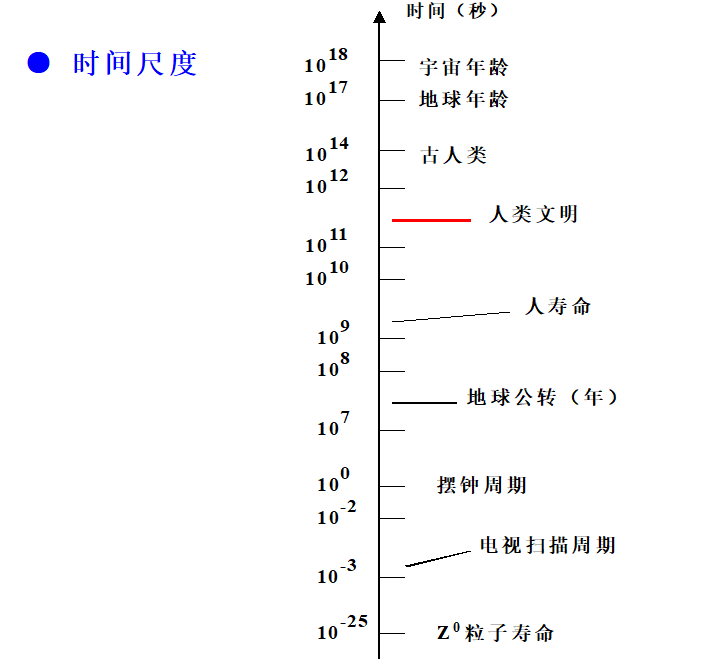 时间（秒）
● 时间尺度
10^18 宇宙年龄
10^17 地球年龄
10^14 古人类
10^12
人类文明
10^11
10^10
人寿命
10^9
10^8
地球公转（年）
10^7
10^0 摆钟周期
10^-2
电视扫描周期
10^-3
10^-25 Z^0粒子寿命